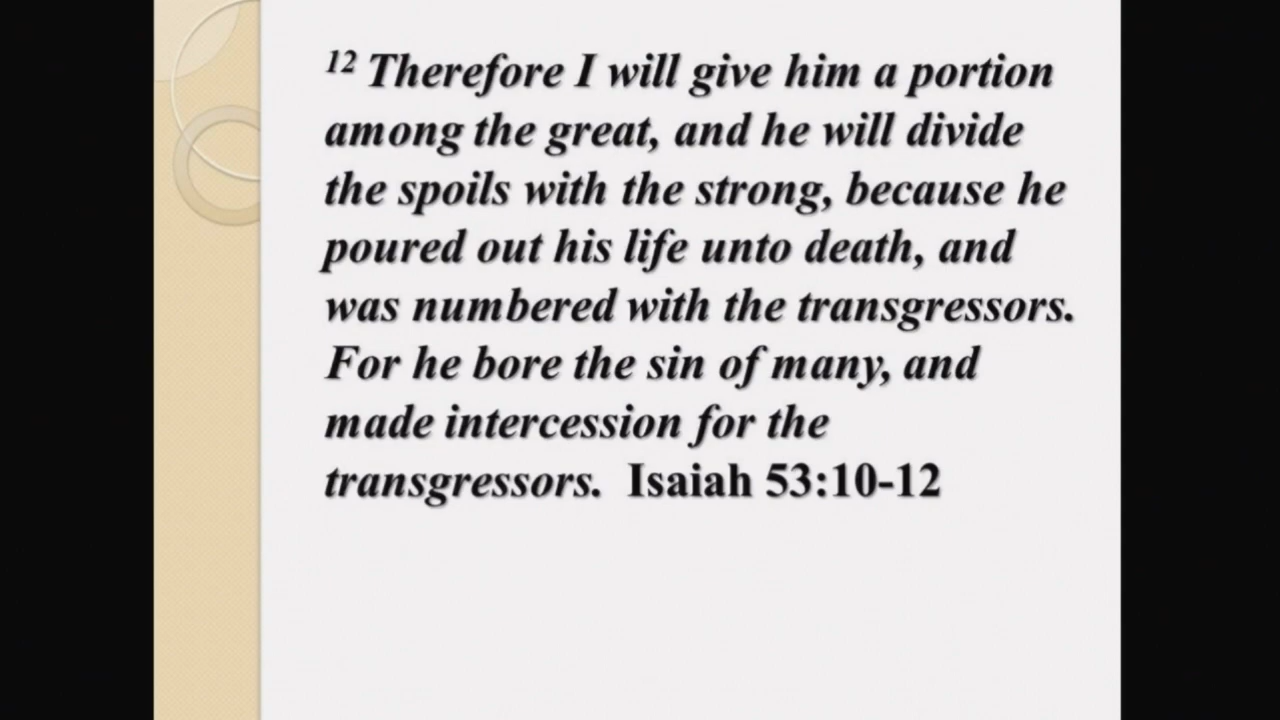 12 Therefore I will give him a portion
among the great, and he will divide
the spoils with the strong, because he
poured out his life unto death, and
was numbered with the transgressors.
For he bore the sin of many, and
made intercession for the
transgressors.  Isaiah 53:10-12